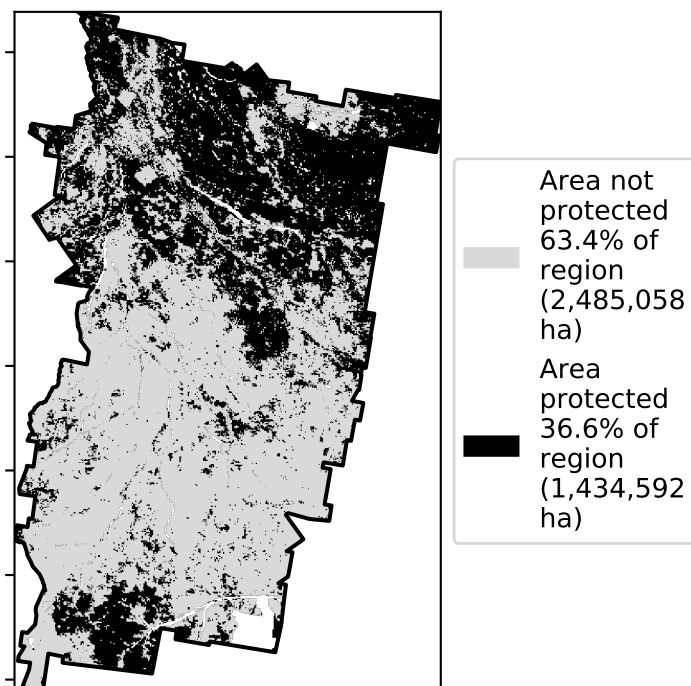 Area not
protected
63.4% of
region
(2,485,058
ha)
Area
protected
36.6% of
region
(1,434,592
ha)